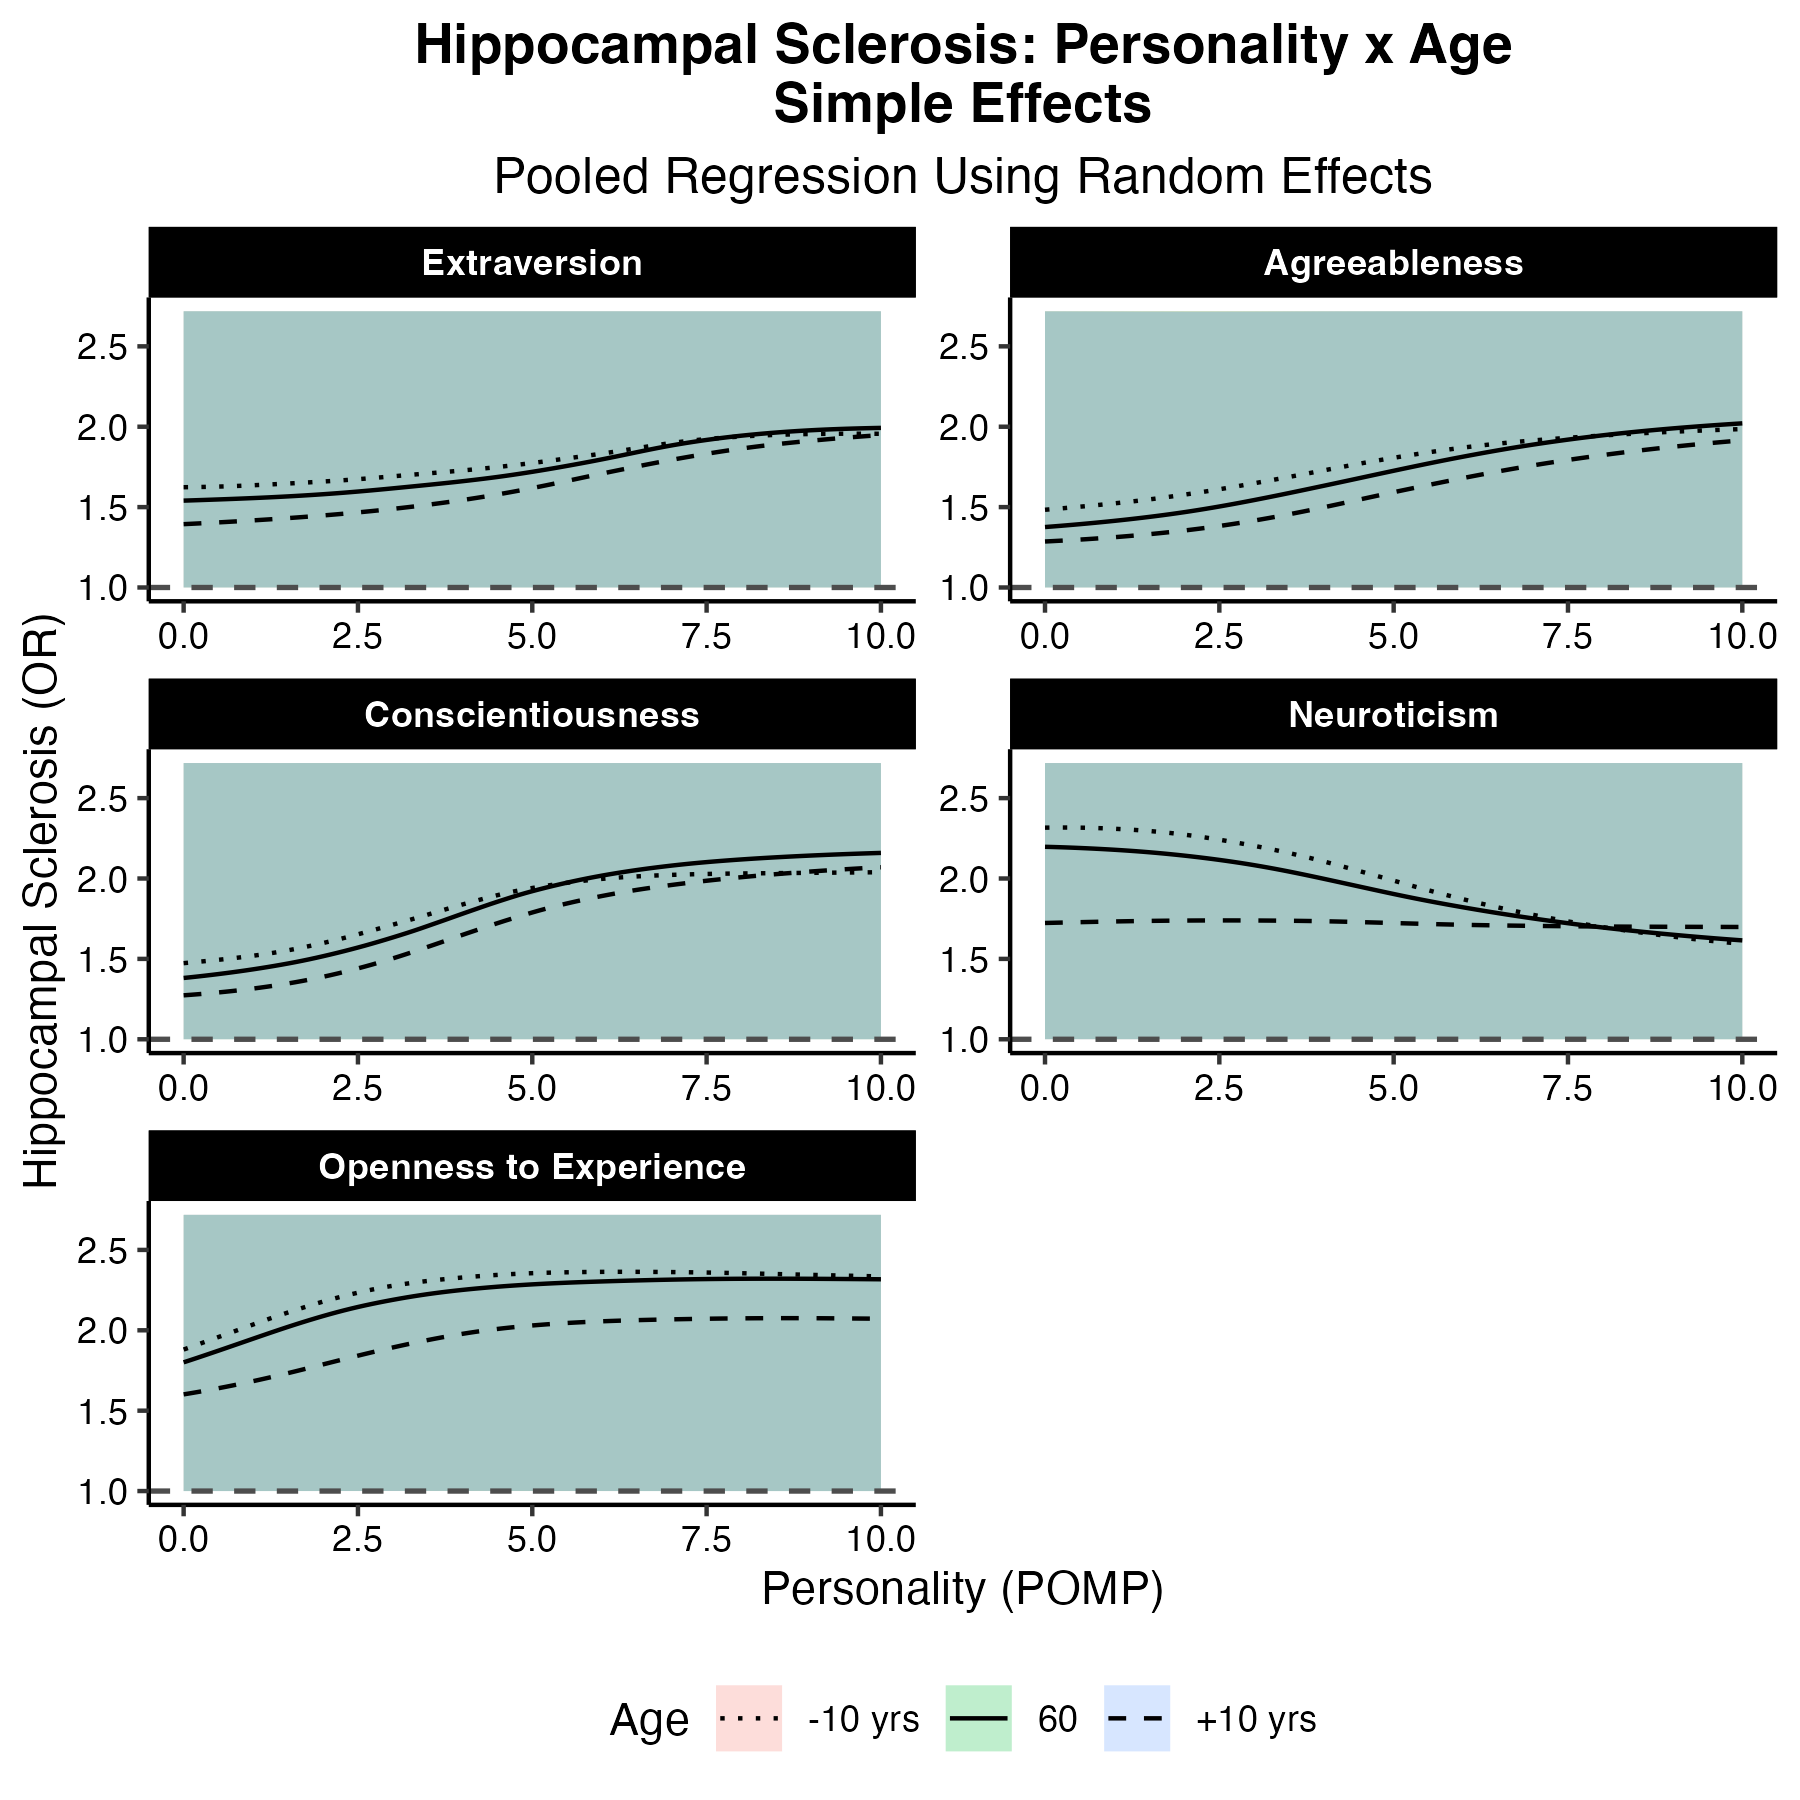 Hippocampal Sclerosis: Personality x Age
Simple Effects
Pooled Regression Using Random Effects
Hippocampal Sclerosis (OR)
Extraversion
2.5
2.0
1.5
1.0
0.0 2.5 5.0 7.5 10.0
Agreeableness
2.5
2.0
1.5
1.0
0.0 2.5 5.0 7.5 10.0
Conscientiousness
2.5
2.0
1.5
1.0
0.0 2.5 5.0 7.5 10.0
Neuroticism
2.5
2.0
1.5
1.0
0.0 2.5 5.0 7.5 10.0
Openness to Experience
2.5
2.0
1.5
1.0
0.0 2.5 5.0 7.5 10.0
Personality (POMP)
Age -10 yrs 60 +10 yrs